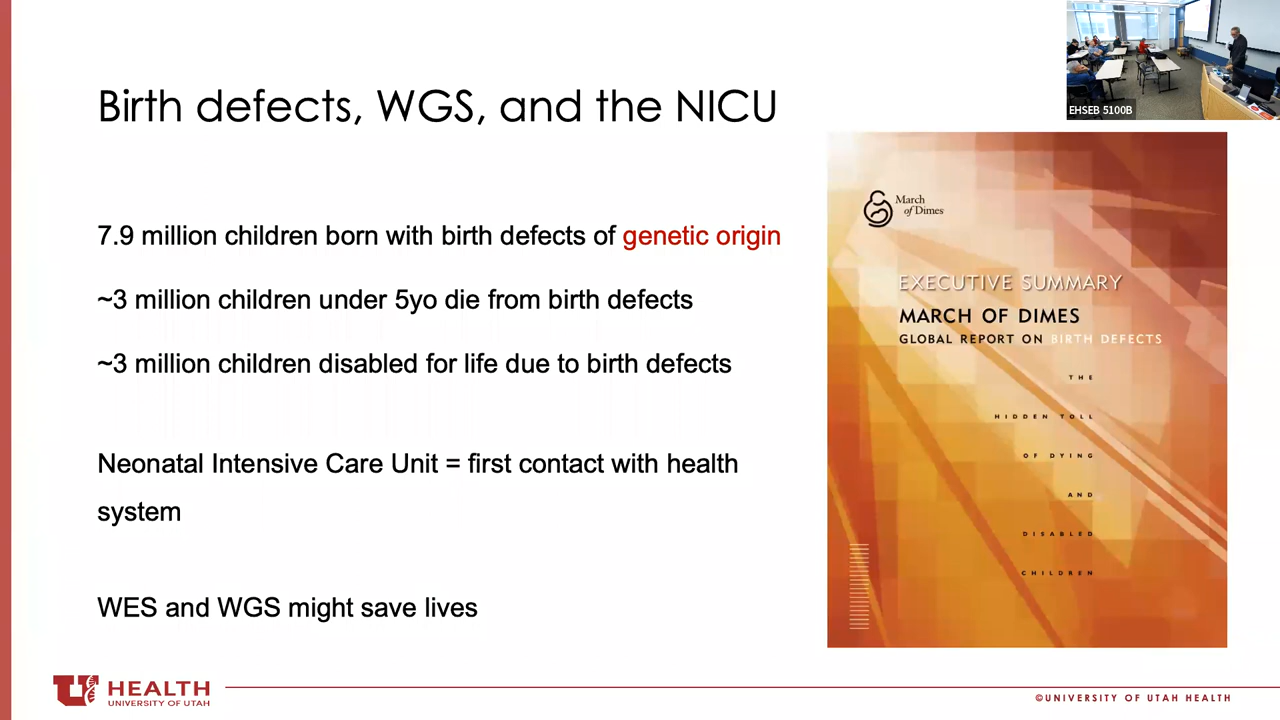 EHSEB 5100B
Birth defects, WGS, and the NICU
7.9 million children born with birth defects of genetic origin
~3 million children under 5yo die from birth defects
~3 million children disabled for life due to birth defects
Neonatal Intensive Care Unit = first contact with health
system
WES and WGS might save lives
March
of Dimes
EXECUTIVE SUMMARY
MARCH OF DIMES
GLOBAL REPORT ON BIRTH DEFECTS
THE
HIDDEN TOLL
OF DYING
AND
DISABLED
CHILDREN
U HEALTH
UNIVERSITY OF UTAH
©UNIVERSITY OF UTAH HEALTH